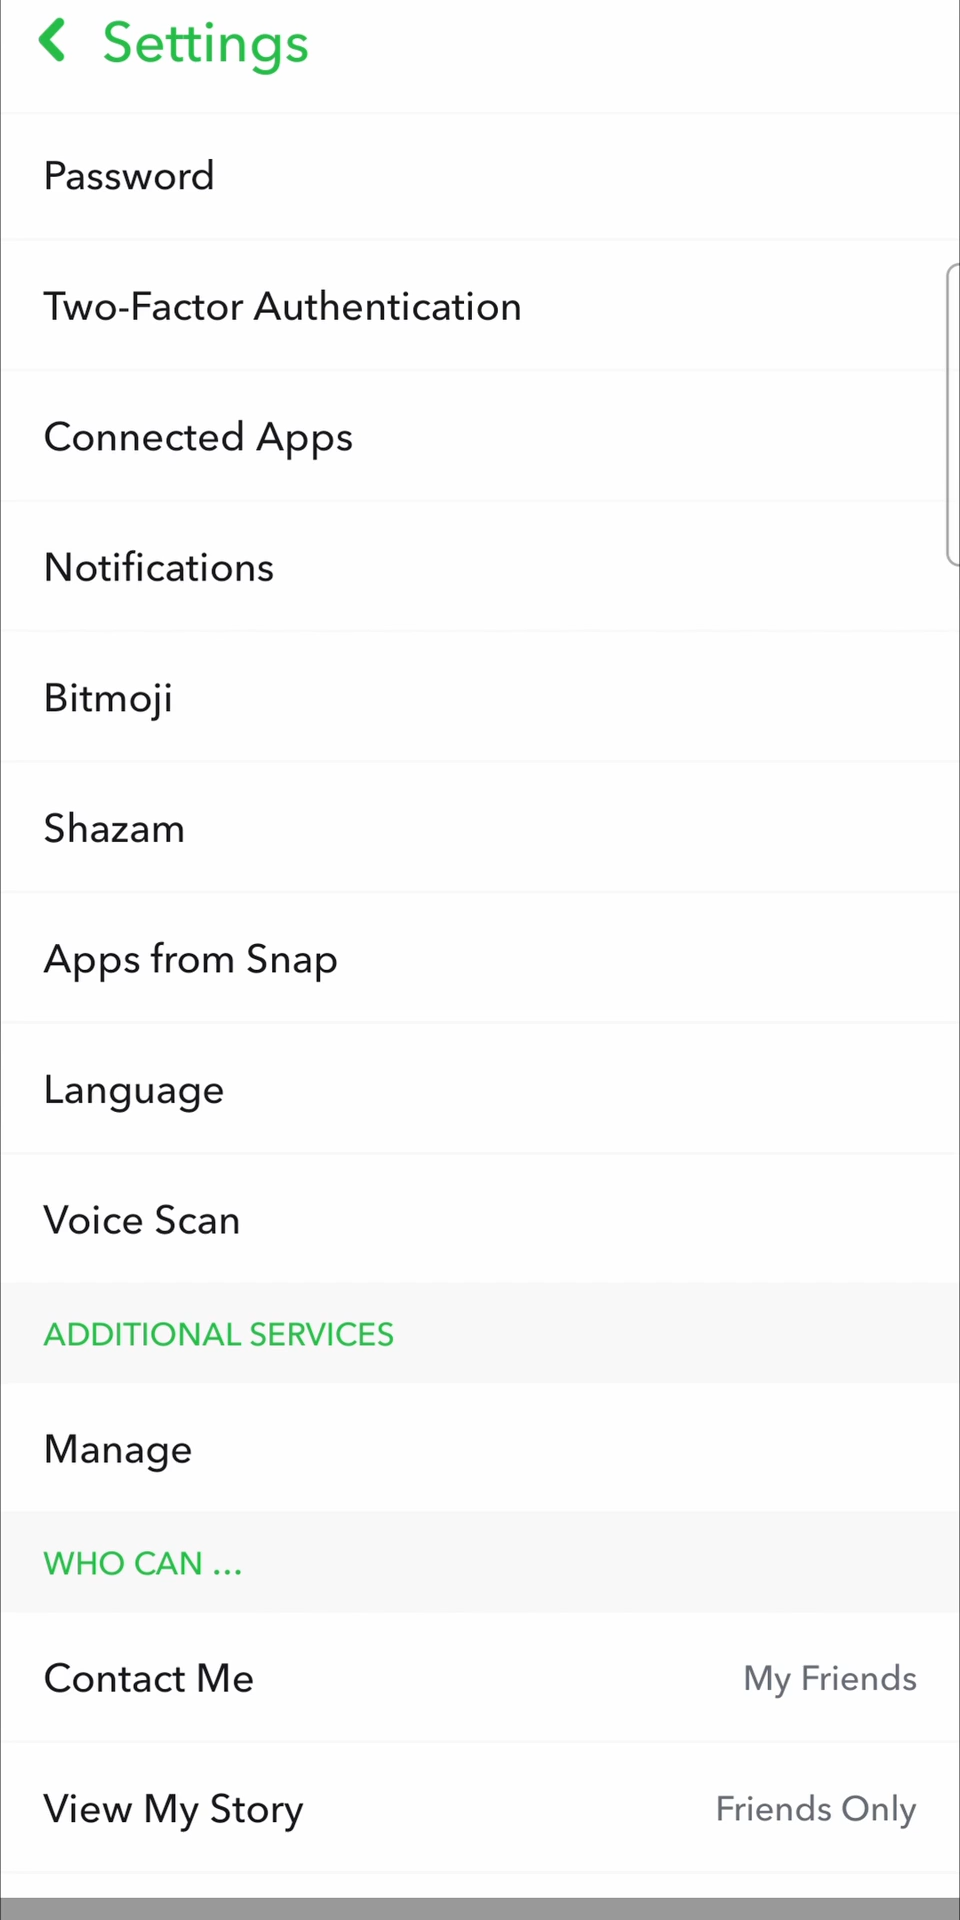 Settings
Password
Two-Factor Authentication
Connected Apps
Notifications
Bitmoji
Shazam
Apps from Snap
Language
Voice Scan
ADDITIONAL SERVICES
Manage
WHO CAN ...
Contact Me My Friends
View My Story Friends Only